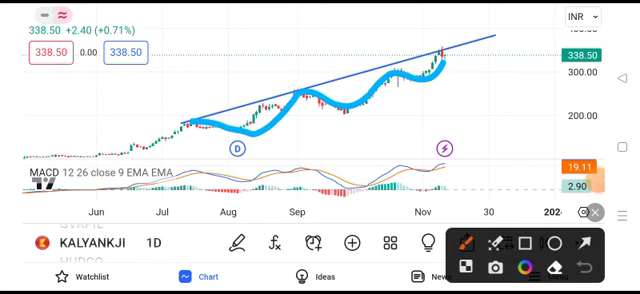 INR
338.50 +2.40 (+0.71%)
338.50 0.00 338.50
338.50
300.00
200.00
D
MACD 12 26 close 9 EMA EMA
19.11
2.90
Jun Jul Aug Sep Nov 30
KALYANKJI 1D
Watchlist Chart Ideas News Menu